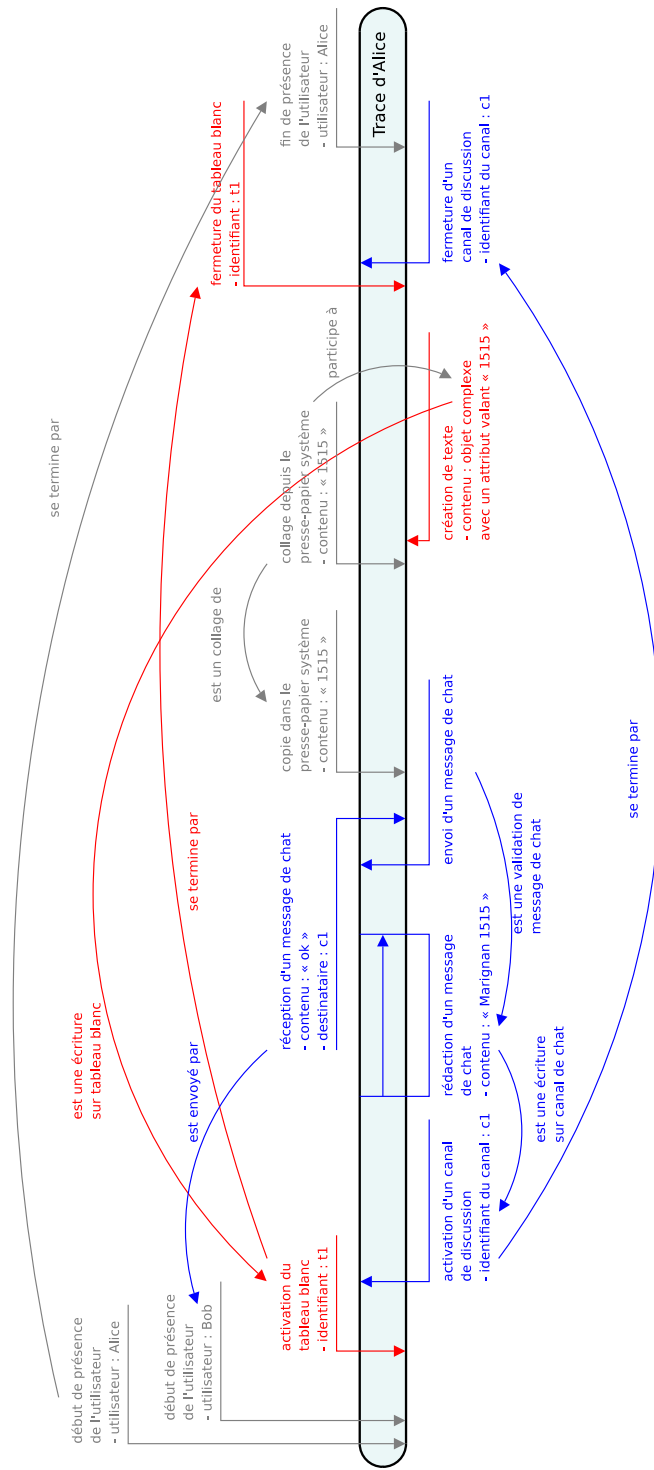 début de présence
de l'utilisateur
- utilisateur : Alice
début de présence
de l'utilisateur
- utilisateur : Bob
activation du
tableau blanc
- identifiant : t1
activation d'un canal
de discussion
- identifiant du canal : c1
rédaction d'un message
de chat
- contenu : « Marignan 1515 »
réception d'un message de chat
- contenu : « ok »
- destinataire : c1
envoi d'un message de chat
copie dans le
presse-papier système
- contenu : « 1515 »
collage depuis le
presse-papier système
- contenu : « 1515 »
création de texte
- contenu : objet complexe
avec un attribut valant « 1515 »
fermeture du tableau blanc
- identifiant : t1
fermeture d'un
canal de discussion
- identifiant du canal : c1
fin de présence
de l'utilisateur
- utilisateur : Alice
Trace d'Alice
se termine par
est une écriture
sur tableau blanc
se termine par
est envoyé par
est un collage de
participe à
est une écriture
sur canal de chat
est une validation de
message de chat
se termine par